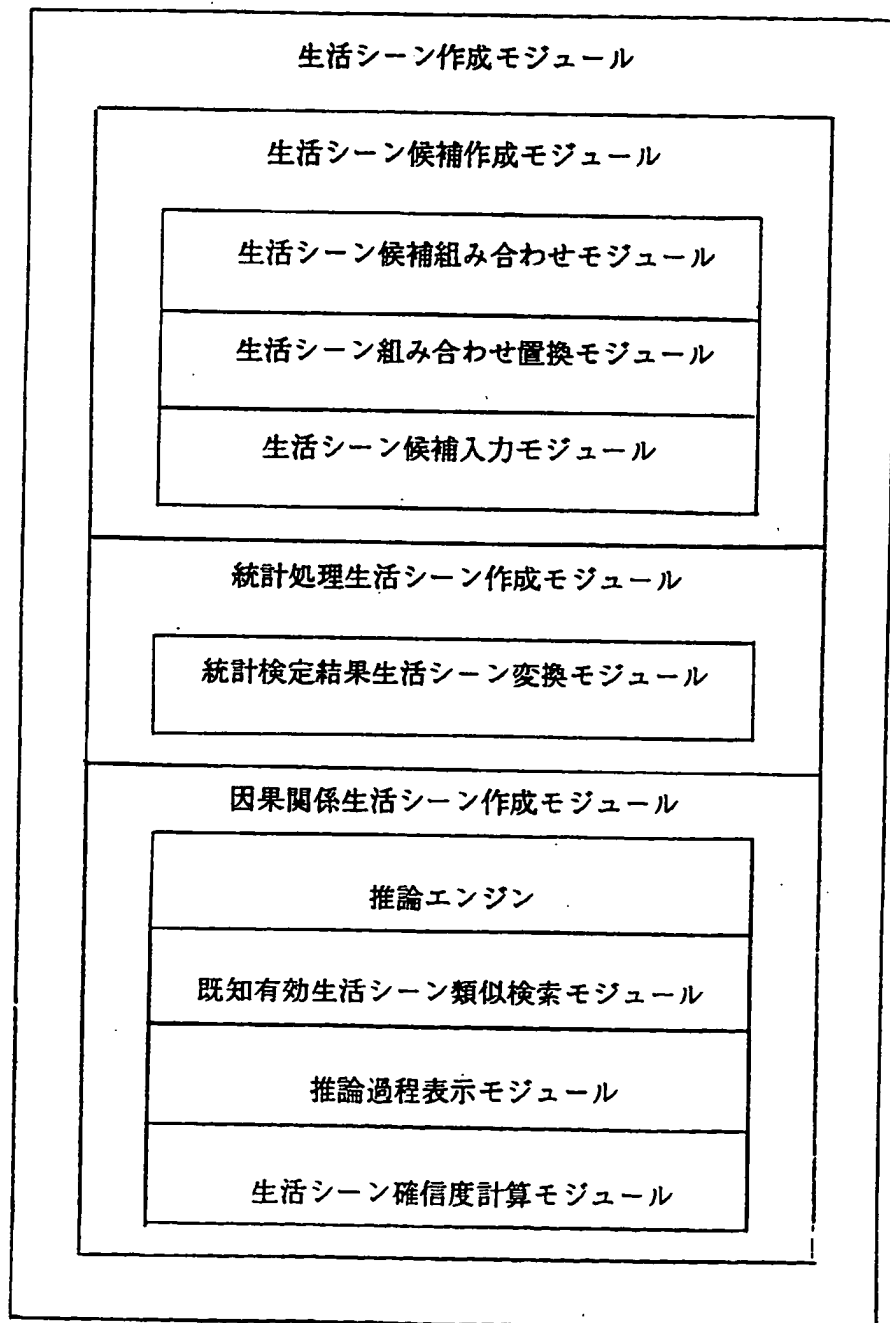 生活シーン作成モジュール
生活シーン候補作成モジュール
生活シーン候補組み合わせモジュール
生活シーン組み合わせ置換モジュール
生活シーン候補入力モジュール
統計処理生活シーン作成モジュール
統計検定結果生活シーン変換モジュール
因果関係生活シーン作成モジュール
推論エンジン
既知有効生活シーン類似検索モジュール
推論過程表示モジュール
生活シーン確信度計算モジュール